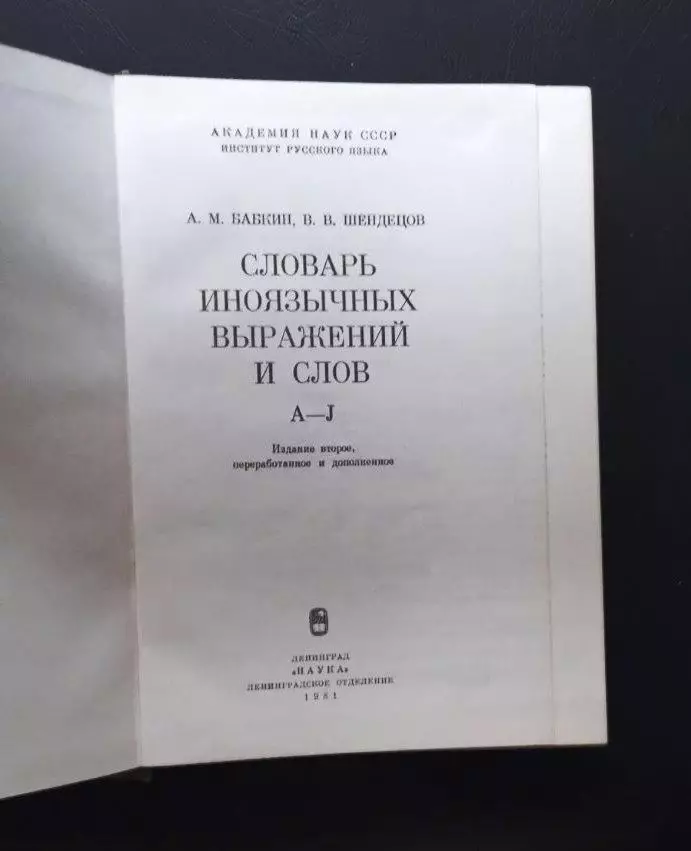 АКАДЕМИЯ НАУК СССР
ИНСТИТУТ РУССКОГО ЯЗЫКА
А. М. БАБКИН, В. В. ШЕНДЕЦОВ
СЛОВАРЬ
ИНОЯЗЫЧНЫХ
ВЫРАЖЕНИЙ
И СЛОВ
A—J
Издание второе,
переработанное и дополненное
ЛЕНИНГРАД
«НАУКА»
ЛЕНИНГРАДСКОЕ ОТДЕЛЕНИЕ
1981